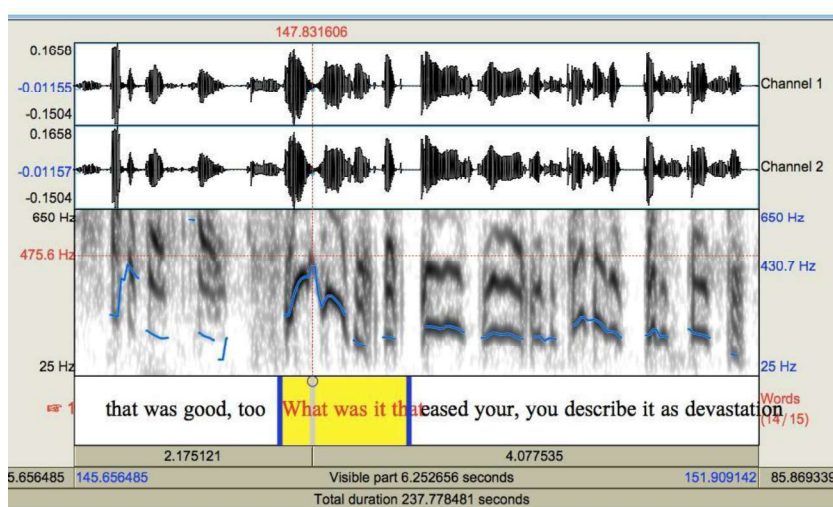 147.831606
0.1658
-0.01155
-0.1504
Channel 1
0.1658
-0.01157
-0.1504
Channel 2
650 Hz
650 Hz
475.6 Hz
430.7 Hz
25 Hz
25 Hz
1
that was good, too
What was it that
eased your, you describe it as devastation
Words
(14/15)
2.175121
4.077535
5.656485
145.656485
Visible part 6.252656 seconds
151.909142
85.869339
Total duration 237.778481 seconds